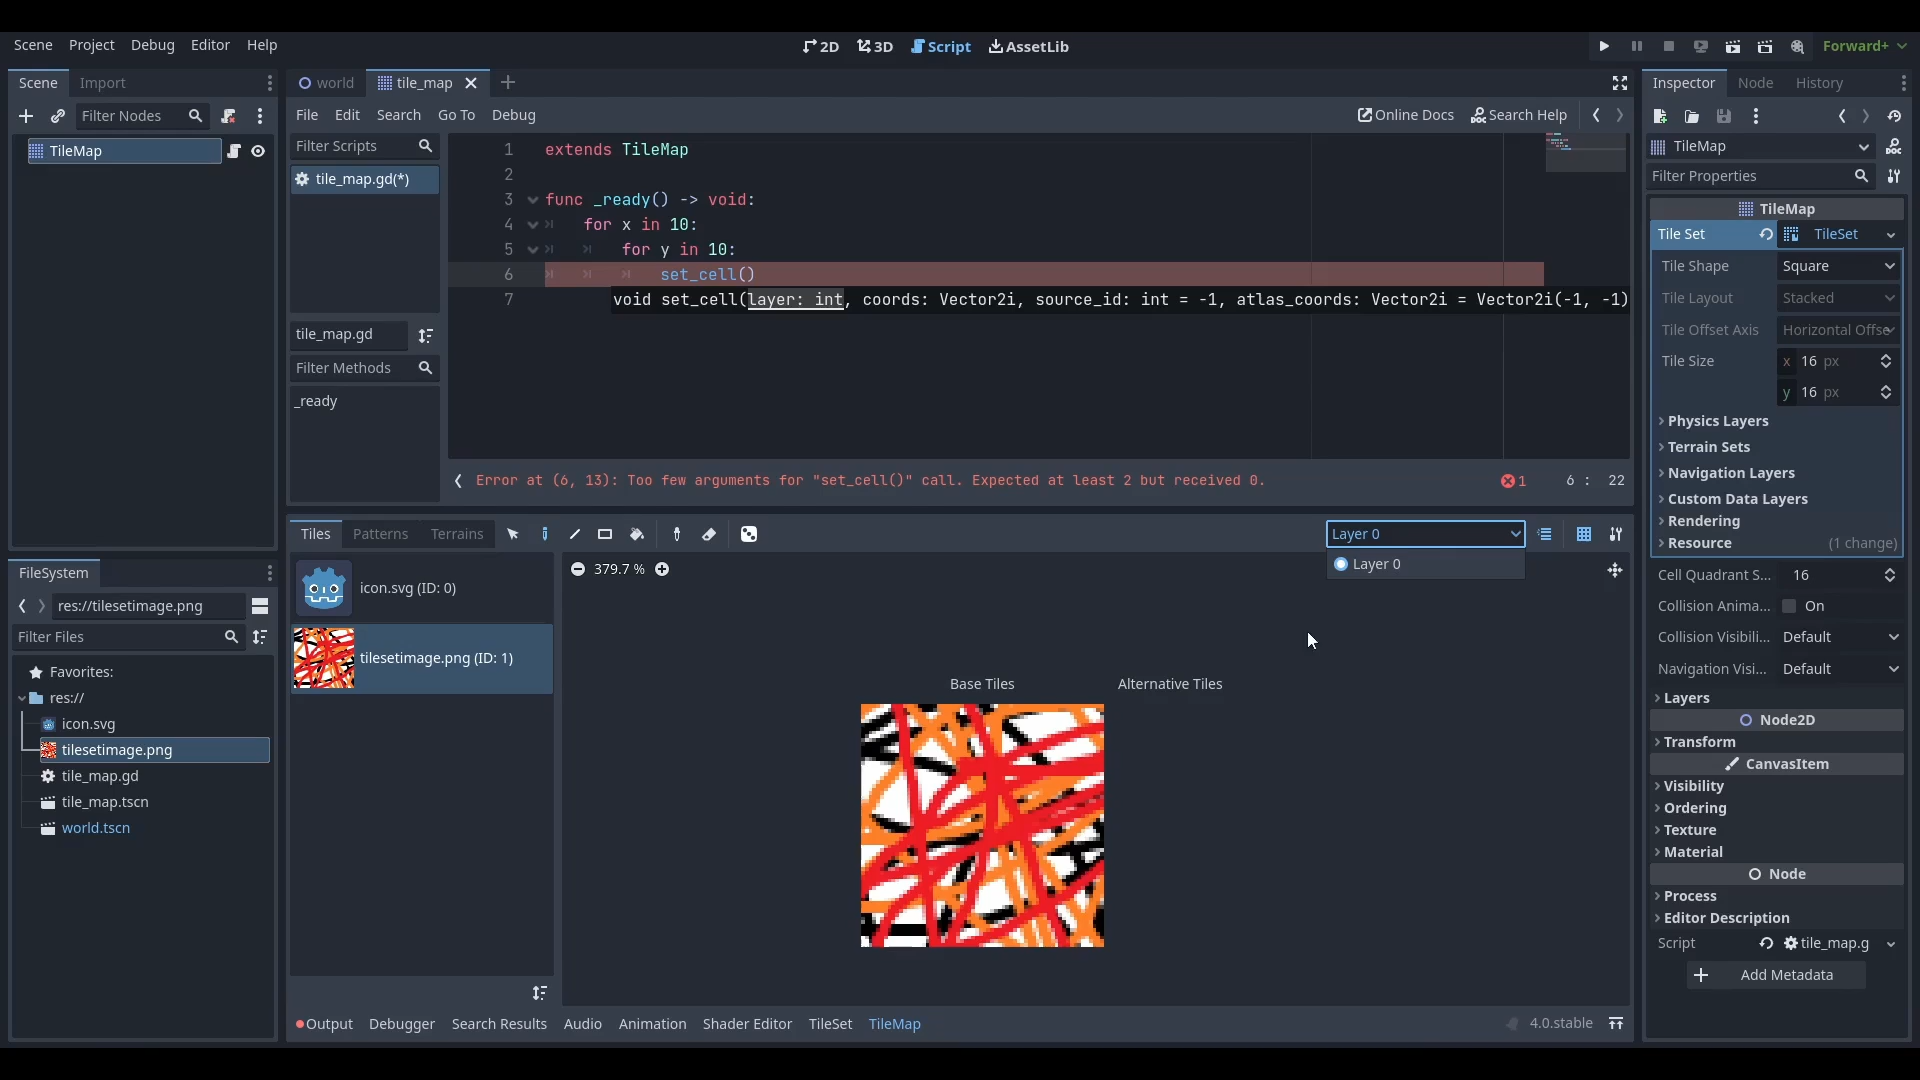 Scene Project Debug Editor Help
2D 3D Script AssetLib
Forward+
Scene Import
Filter Nodes
TileMap
world tile_map
File Edit Search Go To Debug
Online Docs Search Help
Filter Scripts
tile_map.gd(*)
tile_map.gd
Filter Methods
_ready
1 extends TileMap
2
3 func _ready() -> void:
4 for x in 10:
5 for y in 10:
6 set_cell()
7 void set_cell(layer: int, coords: Vector2i, source_id: int = -1, atlas_coords: Vector2i = Vector2i(-1, -1)
Error at (6, 13): Too few arguments for "set_cell()" call. Expected at least 2 but received 0.
1 6 : 22
Tiles Patterns Terrains
Layer 0
Layer 0
379.7 %
icon.svg (ID: 0)
tilesetimage.png (ID: 1)
Base Tiles Alternative Tiles
Output Debugger Search Results Audio Animation Shader Editor TileSet TileMap
4.0.stable
FileSystem
res://tilesetimage.png
Filter Files
Favorites:
res://
icon.svg
tilesetimage.png
tile_map.gd
tile_map.tscn
world.tscn
Inspector Node History
TileMap
Filter Properties
TileMap
Tile Set TileSet
Tile Shape Square
Tile Layout Stacked
Tile Offset Axis Horizontal Offse
Tile Size x 16 px
y 16 px
Physics Layers
Terrain Sets
Navigation Layers
Custom Data Layers
Rendering
Resource (1 change)
Cell Quadrant S... 16
Collision Anima... On
Collision Visibili... Default
Navigation Visi... Default
Layers
Node2D
Transform
CanvasItem
Visibility
Ordering
Texture
Material
Node
Process
Editor Description
Script tile_map.g
Add Metadata